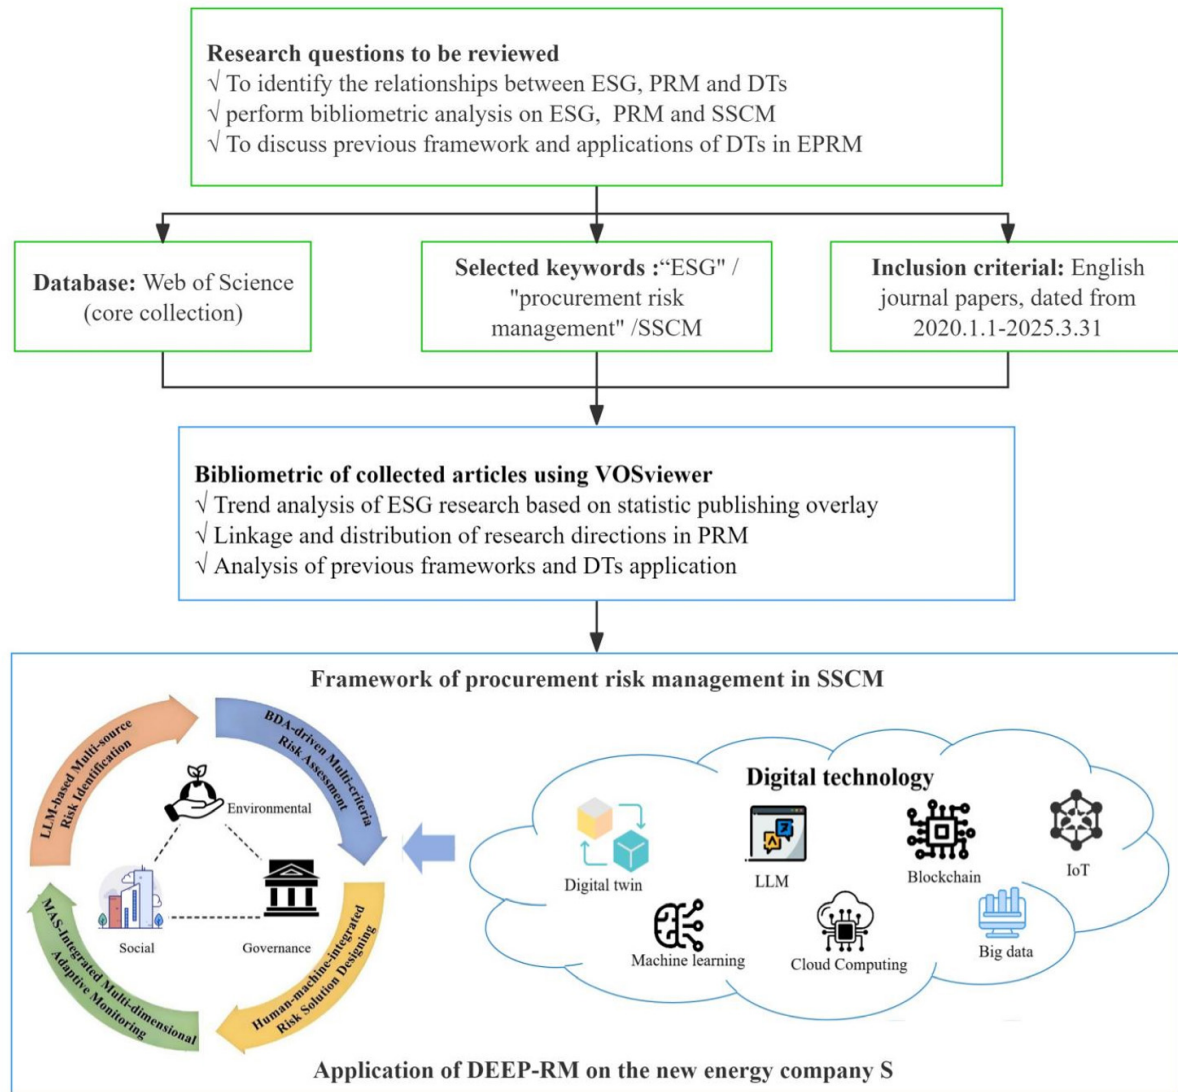 Research questions to be reviewed
√ To identify the relationships between ESG, PRM and DTs
√ perform bibliometric analysis on ESG, PRM and SSCM
√ To discuss previous framework and applications of DTs in EPRM
Database: Web of Science
(core collection)
Selected keywords :“ESG" /
"procurement risk
management" /SSCM
Inclusion criterial: English
journal papers, dated from
2020.1.1-2025.3.31
Bibliometric of collected articles using VOSviewer
√ Trend analysis of ESG research based on statistic publishing overlay
√ Linkage and distribution of research directions in PRM
√ Analysis of previous frameworks and DTs application
Framework of procurement risk management in SSCM
LLM-based Multi-source
Risk Identification
BDA-driven Multi-criteria
Risk Assessment
Environmental
Social
Governance
MAS-Integrated Multi-dimensional
Adaptive Monitoring
Human-machine-integrated
Risk Solution Designing
Digital technology
Digital twin
LLM
Blockchain
IoT
Machine learning
Cloud Computing
Big data
Application of DEEP-RM on the new energy company S